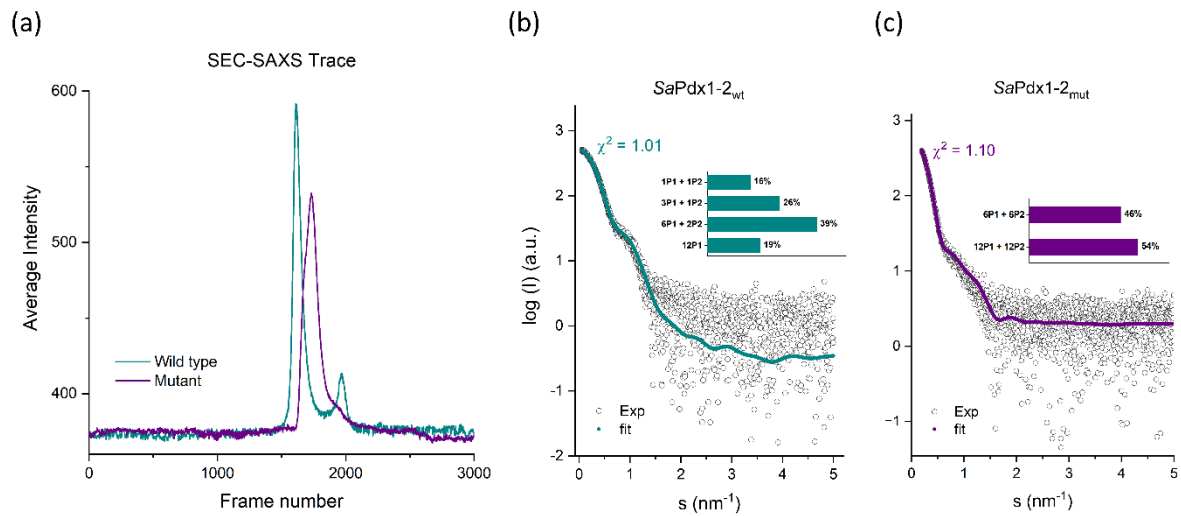 (a)
SEC-SAXS Trace
600
500
400
Average Intensity
Wild type
Mutant
0
1000
2000
3000
Frame number
(b)
SaPdx1-2wt
3
2
1
0
-1
-2
log (I) (a.u.)
χ² = 1.01
1P1 + 1P2
16%
3P1 + 1P2
26%
6P1 + 2P2
39%
12P1
19%
Exp
fit
0
1
2
3
4
5
s (nm⁻¹)
(c)
SaPdx1-2mut
3
2
1
0
−1
χ² = 1.10
6P1 + 6P2
46%
12P1 + 12P2
54%
Exp
fit
0
1
2
3
4
5
s (nm⁻¹)